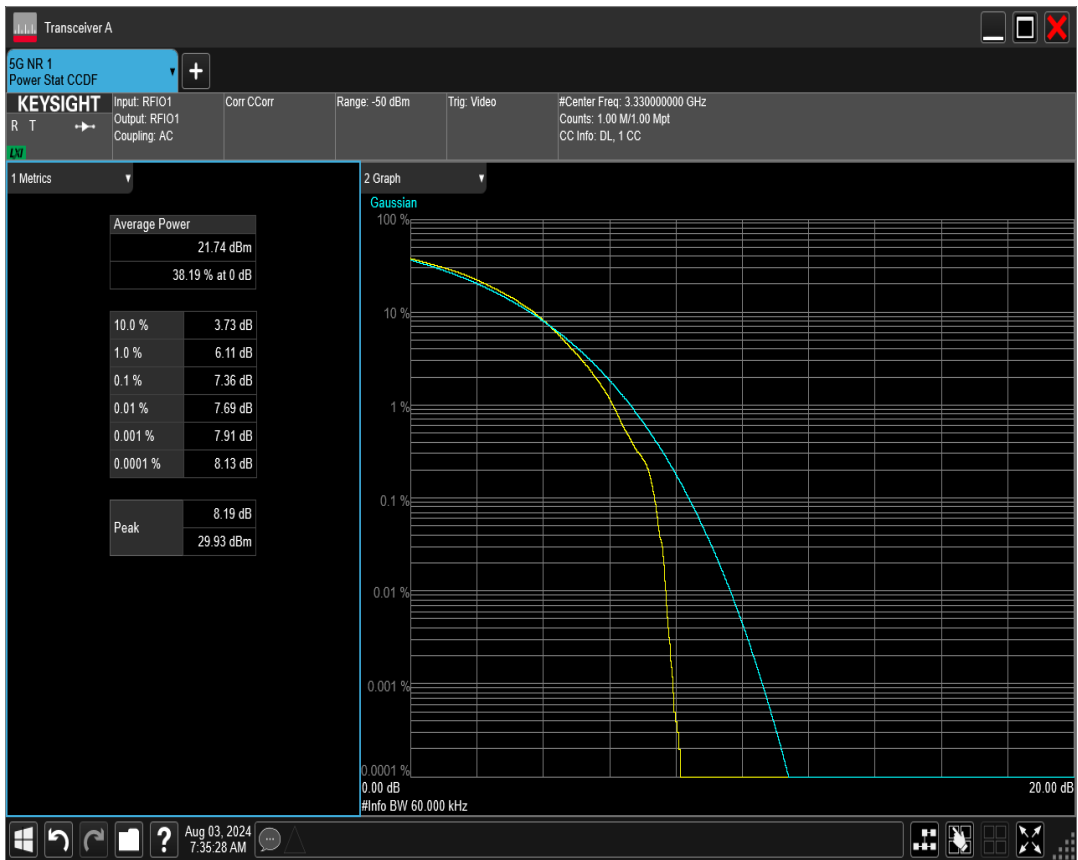 Transceiver A
5G NR 1
Power Stat CCDF
+
KEYSIGHT
R T
LXI
Input: RFIO1
Output: RFIO1
Coupling: AC
Corr CCorr
Range: -50 dBm
Trig: Video
#Center Freq: 3.330000000 GHz
Counts: 1.00 M/1.00 Mpt
CC Info: DL, 1 CC
1 Metrics
Average Power
21.74 dBm
38.19 % at 0 dB
10.0 % 3.73 dB
1.0 % 6.11 dB
0.1 % 7.36 dB
0.01 % 7.69 dB
0.001 % 7.91 dB
0.0001 % 8.13 dB
Peak
8.19 dB
29.93 dBm
2 Graph
Gaussian
100 %
10 %
1 %
0.1 %
0.01 %
0.001 %
0.0001 %
0.00 dB 20.00 dB
#Info BW 60.000 kHz
?
Aug 03, 2024
7:35:28 AM